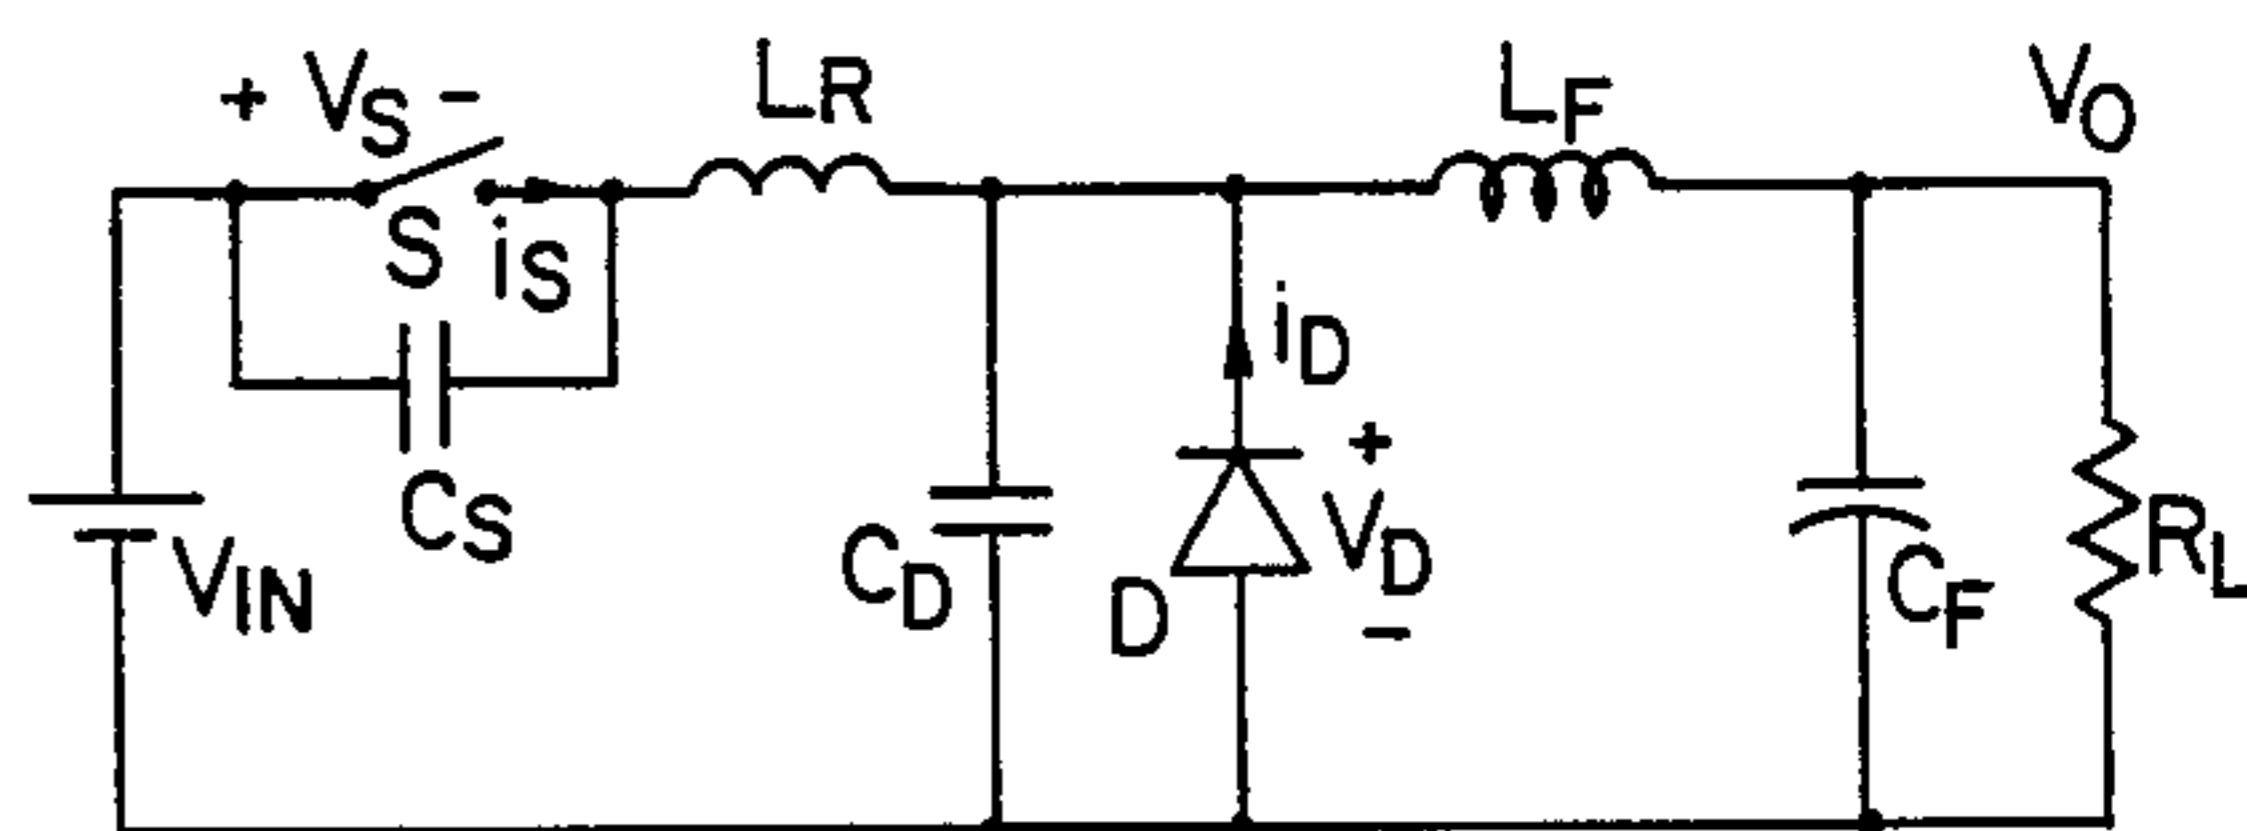 + VS -
LR
LF
VO
S
iS
iD
CS
+
VD
-
VIN
CD
D
CF
RL